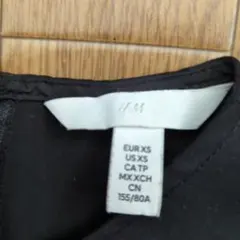 H&M
EUR XS
US XS
CA TP
MX XCH
CN
155/80A